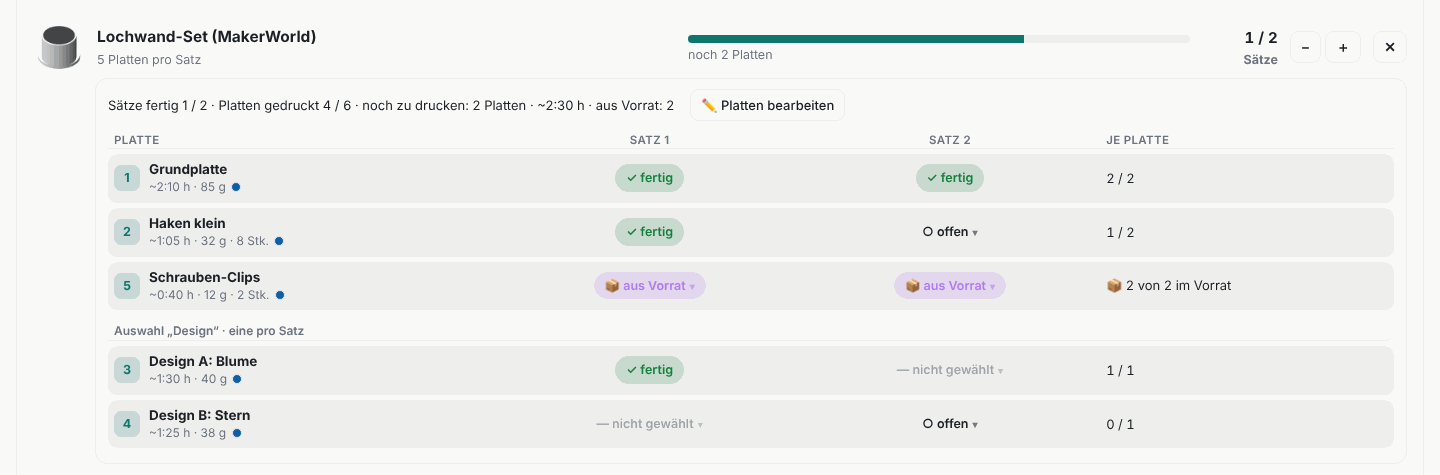 Lochwand-Set (MakerWorld)
5 Platten pro Satz
noch 2 Platten
1 / 2
Sätze
− + ✕
Sätze fertig 1 / 2 · Platten gedruckt 4 / 6 · noch zu drucken: 2 Platten · ~2:30 h · aus Vorrat: 2
✏️ Platten bearbeiten
PLATTE SATZ 1 SATZ 2 JE PLATTE
1 Grundplatte ✓ fertig ✓ fertig 2 / 2
~2:10 h · 85 g
2 Haken klein ✓ fertig ○ offen ▾ 1 / 2
~1:05 h · 32 g · 8 Stk.
5 Schrauben-Clips 📦 aus Vorrat ▾ 📦 aus Vorrat ▾ 📦 2 von 2 im Vorrat
~0:40 h · 12 g · 2 Stk.
Auswahl „Design“ · eine pro Satz
3 Design A: Blume ✓ fertig — nicht gewählt ▾ 1 / 1
~1:30 h · 40 g
4 Design B: Stern — nicht gewählt ▾ ○ offen ▾ 0 / 1
~1:25 h · 38 g